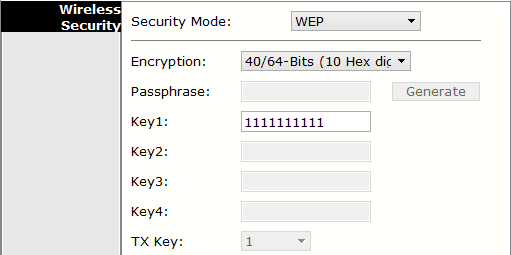 Wireless
Security
Security Mode: WEP
Encryption: 40/64-Bits (10 Hex dig
Passphrase: Generate
Key1: 1111111111
Key2:
Key3:
Key4:
TX Key: 1